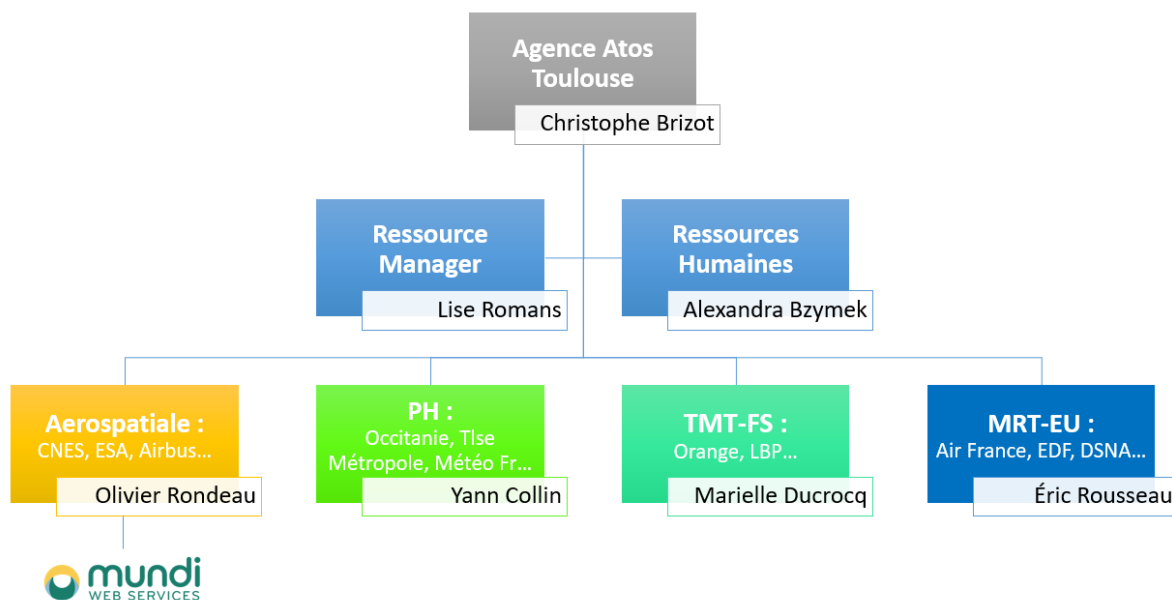 Agence Atos
Toulouse
Christophe Brizot
Ressource
Manager
Lise Romans
Ressources
Humaines
Alexandra Bzymek
Aerospatiale :
CNES, ESA, Airbus...
Olivier Rondeau
PH :
Occitanie, Tlse
Métropole, Météo Fr...
Yann Collin
TMT-FS :
Orange, LBP...
Marielle Ducrocq
MRT-EU :
Air France, EDF, DSNA...
Éric Rousseau
mundi
WEB SERVICES